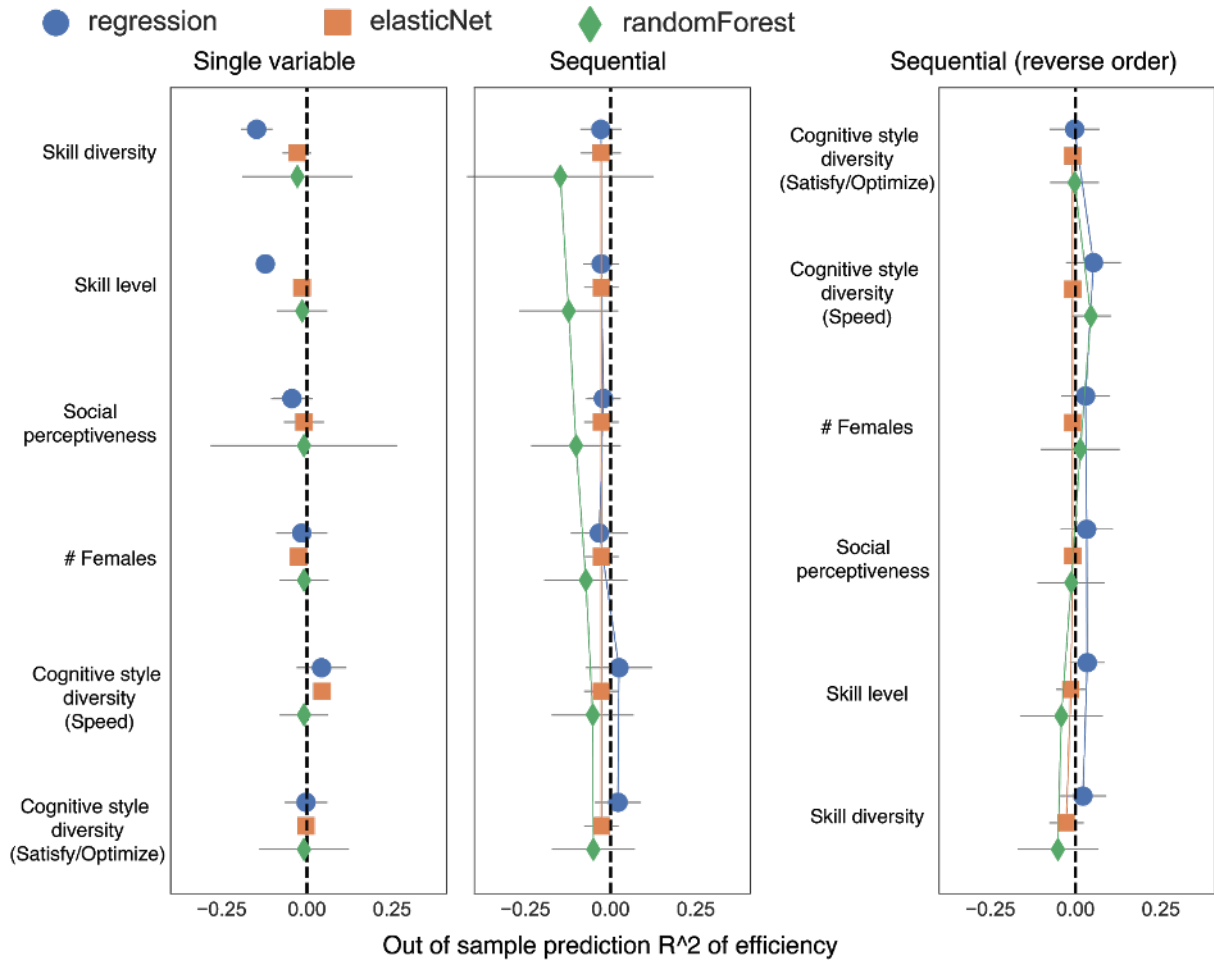 regression
elasticNet
randomForest
Single variable
Sequential
Sequential (reverse order)
Skill diversity
Skill level
Social
perceptiveness
# Females
Cognitive style
diversity
(Speed)
Cognitive style
diversity
(Satisfy/Optimize)
Cognitive style
diversity
(Satisfy/Optimize)
Cognitive style
diversity
(Speed)
# Females
Social
perceptiveness
Skill level
Skill diversity
−0.25 0.00 0.25
−0.25 0.00 0.25
−0.25 0.00 0.25
Out of sample prediction R^2 of efficiency